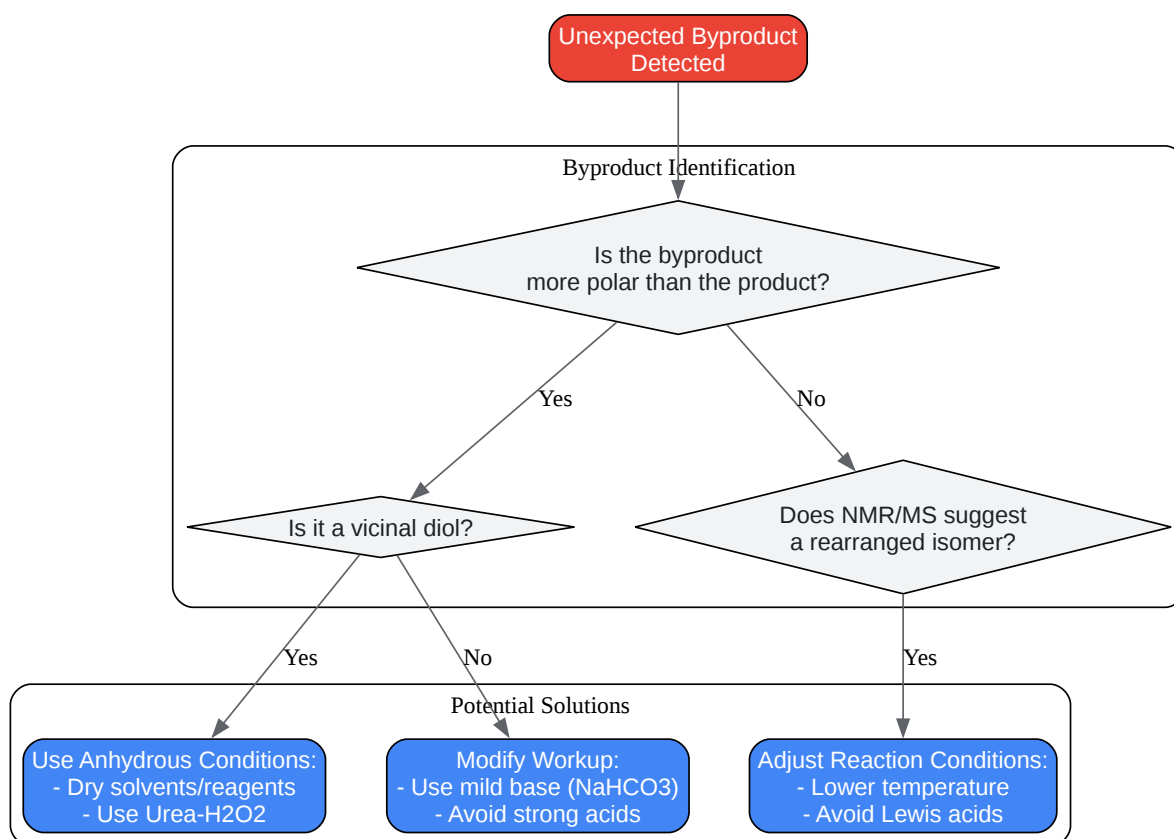 Unexpected Byproduct
Detected
Byproduct Identification
Is the byproduct
more polar than the product?
Yes
No
Is it a vicinal diol?
Does NMR/MS suggest
a rearranged isomer?
Yes
No
Yes
Potential Solutions
Use Anhydrous Conditions:
- Dry solvents/reagents
- Use Urea-H2O2
Modify Workup:
- Use mild base (NaHCO3)
- Avoid strong acids
Adjust Reaction Conditions:
- Lower temperature
- Avoid Lewis acids